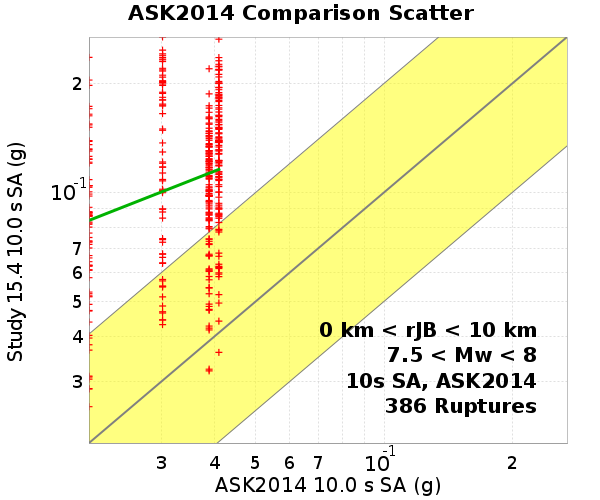 ASK2014 Comparison Scatter
Study 15.4 10.0 s SA (g)
2
10-1
7
6
5
4
3
0 km < rJB < 10 km
7.5 < Mw < 8
10s SA, ASK2014
386 Ruptures
3 4 5 6 7 10-1 2
ASK2014 10.0 s SA (g)